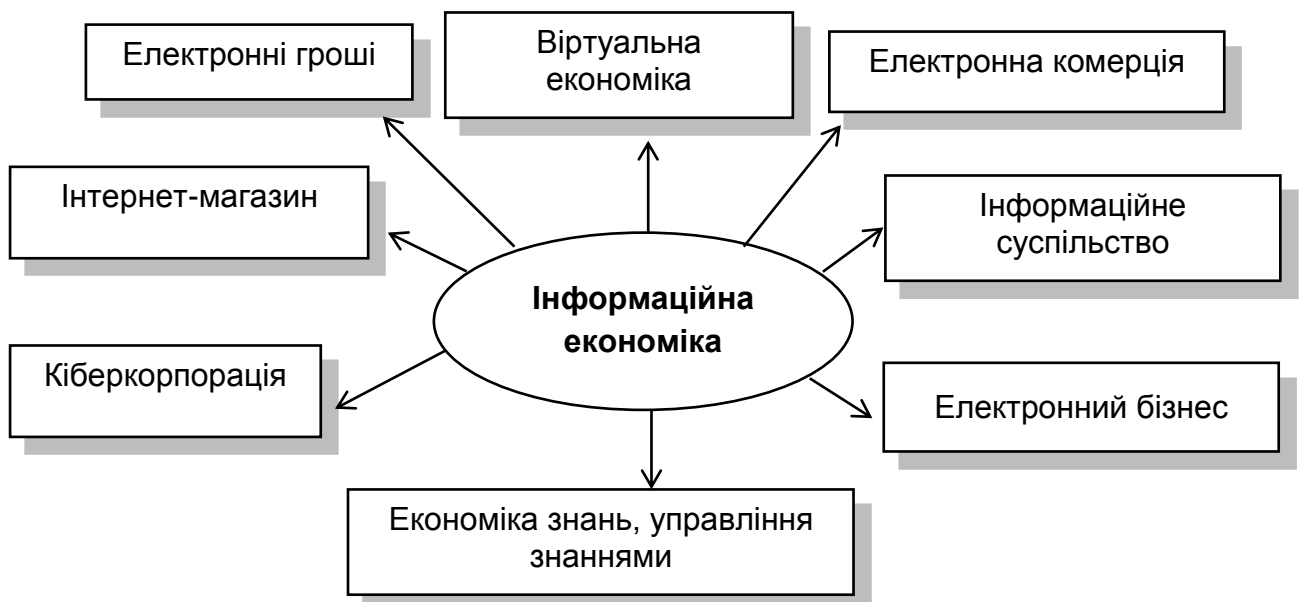 Електронні гроші
Віртуальна
економіка
Електронна комерція
Інтернет-магазин
Інформаційне
суспільство
Інформаційна
економіка
Кіберкорпорація
Електронний бізнес
Економіка знань, управління
знаннями